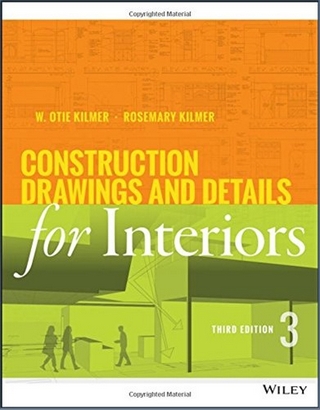 Copyrighted Material
W. OTIE KILMER · ROSEMARY KILMER
CONSTRUCTION
DRAWINGS AND DETAILS
for Interiors
THIRD EDITION 3
WILEY
Copyrighted Material